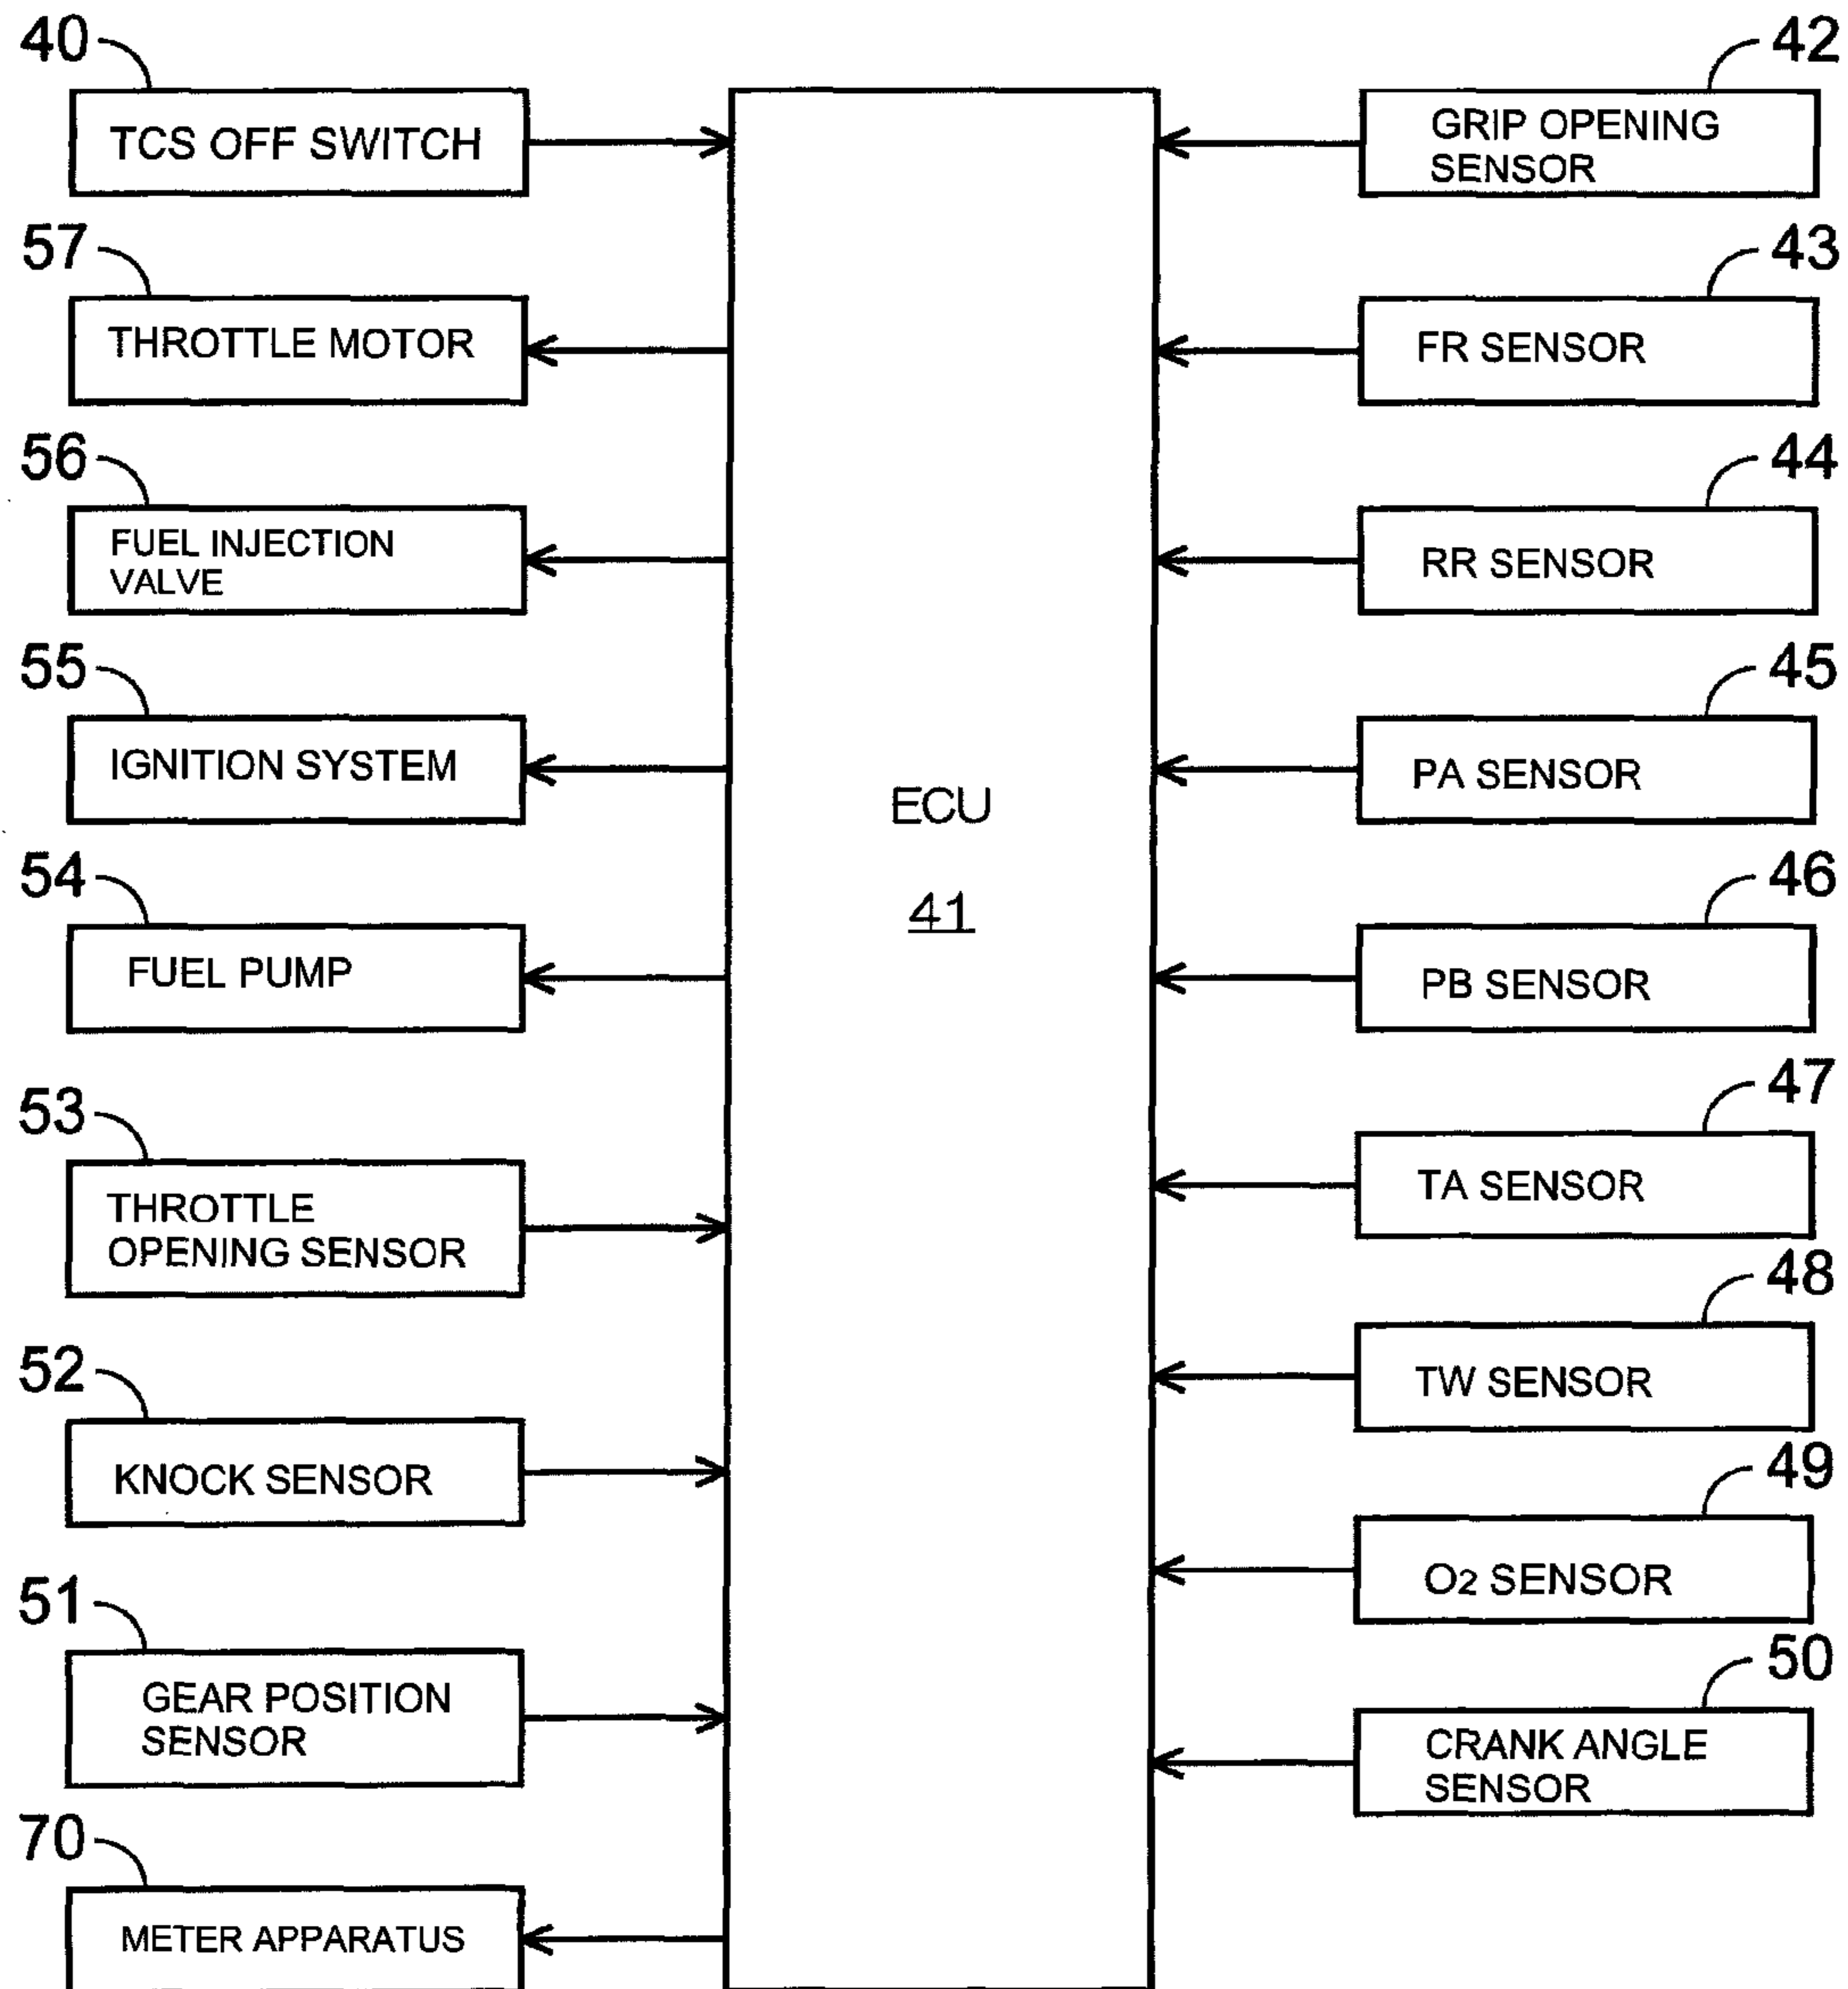 40
TCS OFF SWITCH
57
THROTTLE MOTOR
56
FUEL INJECTION
VALVE
55
IGNITION SYSTEM
54
FUEL PUMP
53
THROTTLE
OPENING SENSOR
52
KNOCK SENSOR
51
GEAR POSITION
SENSOR
70
METER APPARATUS
ECU
41
42
GRIP OPENING
SENSOR
43
FR SENSOR
44
RR SENSOR
45
PA SENSOR
46
PB SENSOR
47
TA SENSOR
48
TW SENSOR
49
O2 SENSOR
50
CRANK ANGLE
SENSOR